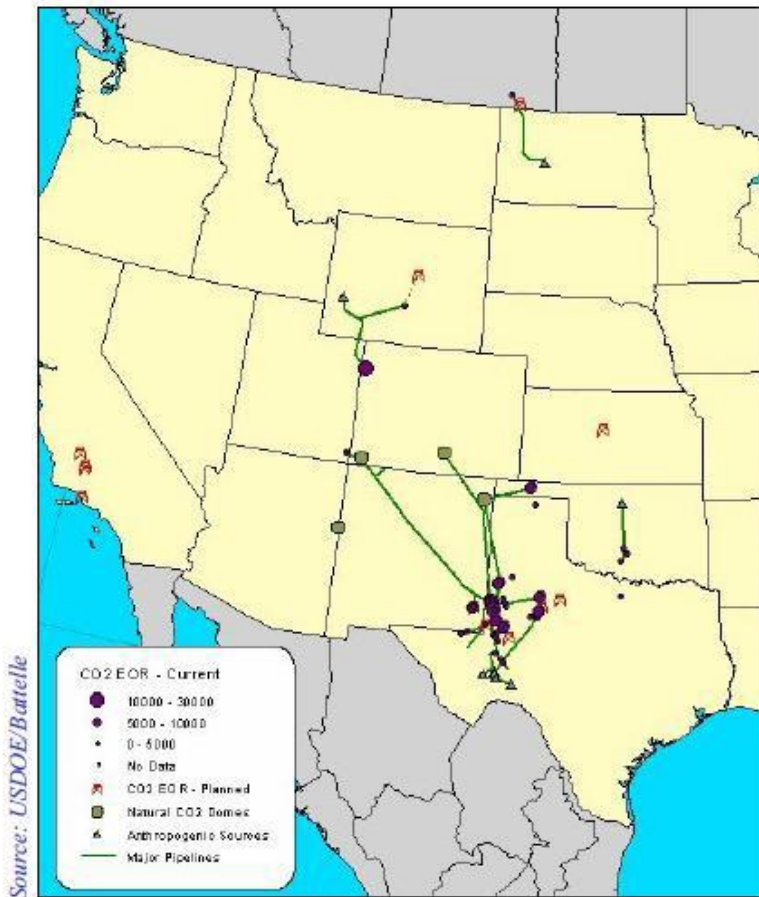 Source: USDOE/Battelle
CO2 EOR - Current
10000 - 30000
5000 - 10000
0 - 5000
No Data
CO2 EOR - Planned
Natural CO2 Domes
Anthropogenic Sources
Major Pipelines